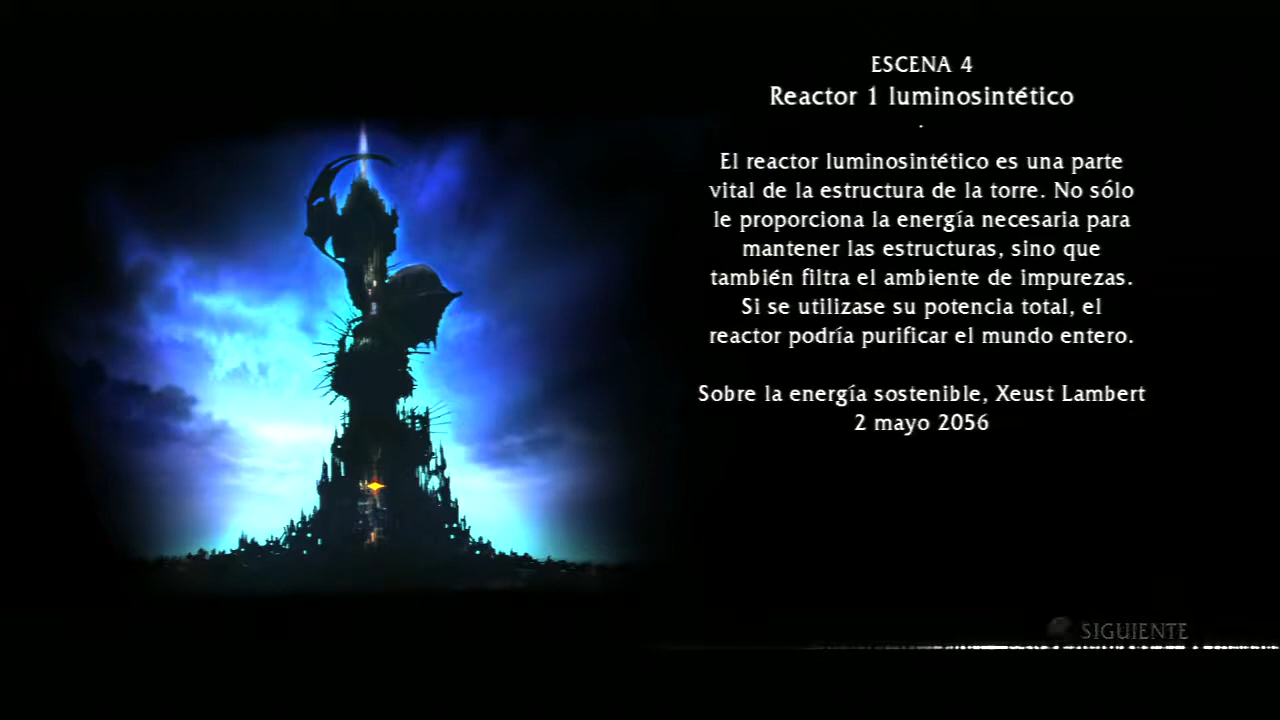 ESCENA 4
Reactor 1 luminosintético
.
El reactor luminosintético es una parte
vital de la estructura de la torre. No sólo
le proporciona la energía necesaria para
mantener las estructuras, sino que
también filtra el ambiente de impurezas.
Si se utilizase su potencia total, el
reactor podría purificar el mundo entero.
Sobre la energía sostenible, Xeust Lambert
2 mayo 2056
SIGUIENTE